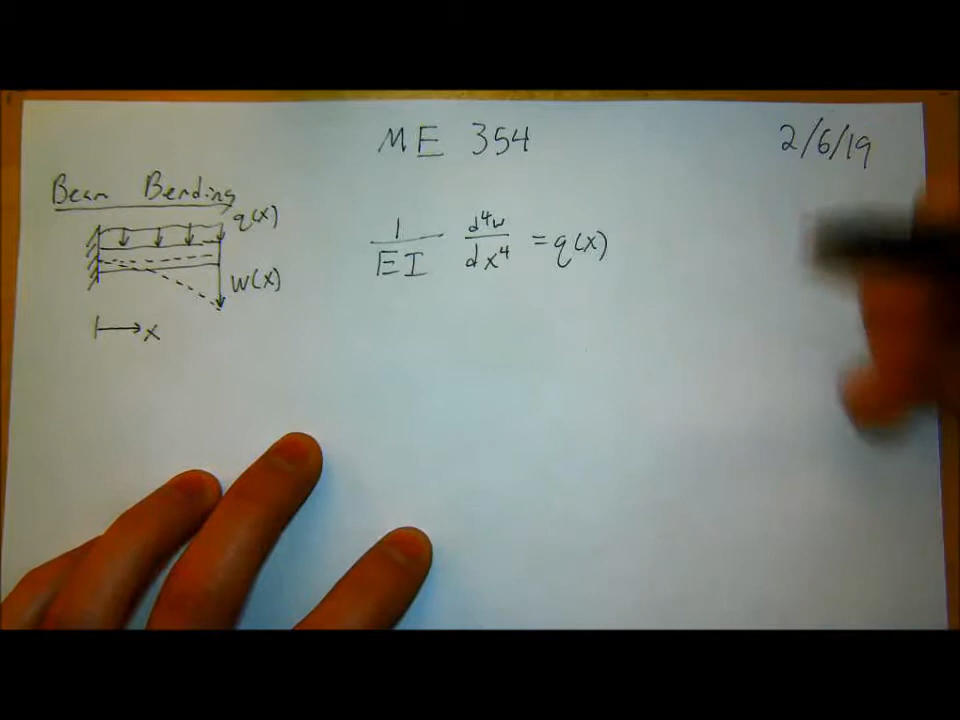 ME 354
2/6/19
Beam Bending
q(x)
1/EI d⁴w/dx⁴ = q(x)
w(x)
x